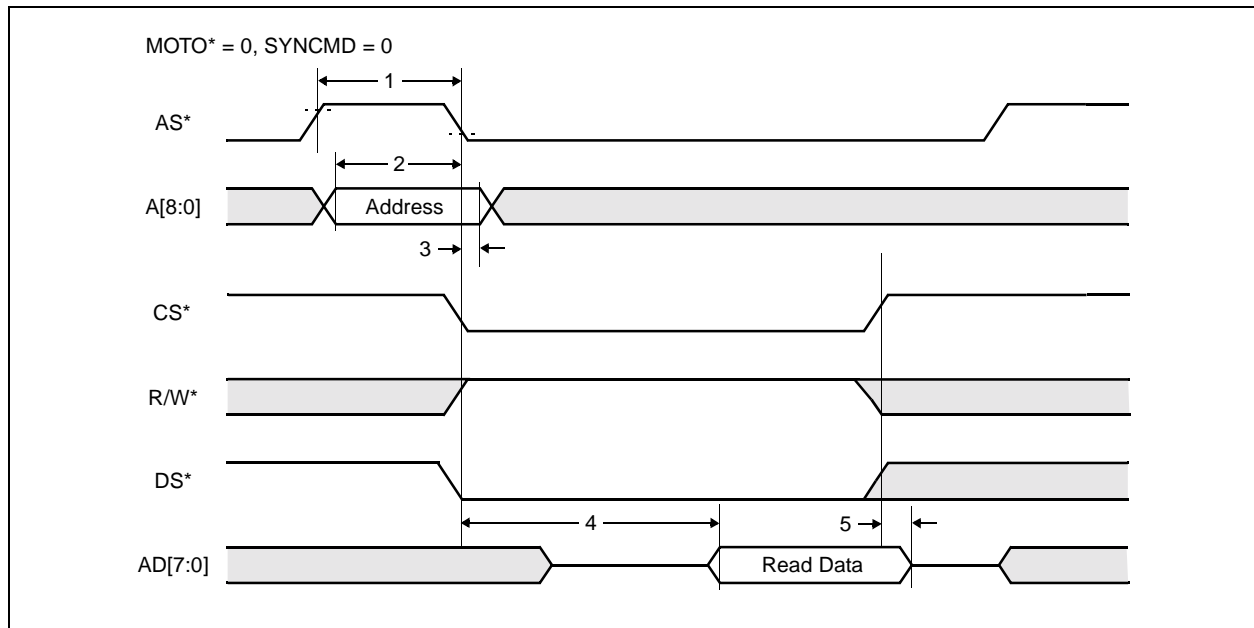 MOTO* = 0, SYNCMD = 0
1
AS*
2
A[8:0]
Address
3
CS*
R/W*
DS*
4
5
AD[7:0]
Read Data